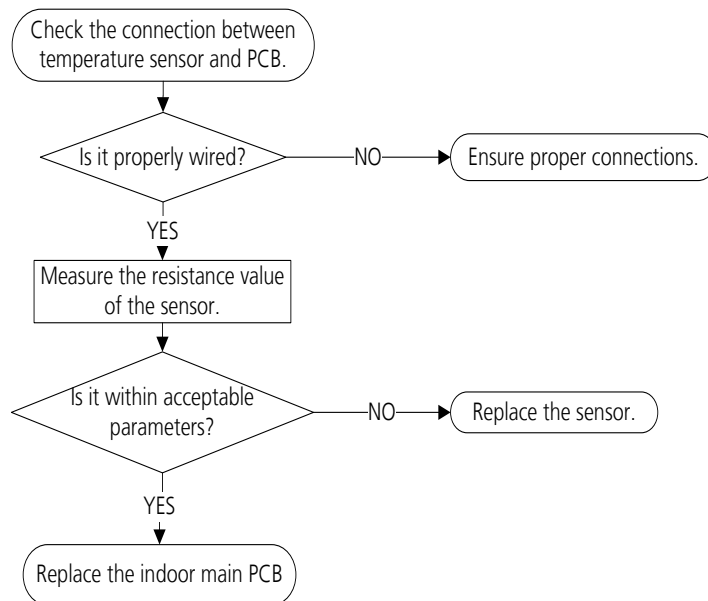 Check the connection between
temperature sensor and PCB.
Is it properly wired?
NO
Ensure proper connections.
YES
Measure the resistance value
of the sensor.
Is it within acceptable
parameters?
NO
Replace the sensor.
YES
Replace the indoor main PCB